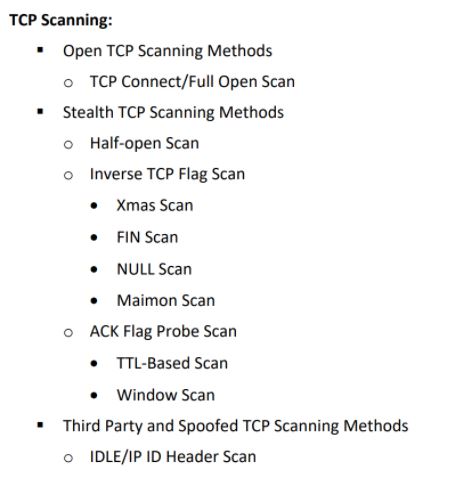 TCP Scanning:
▪ Open TCP Scanning Methods
o TCP Connect/Full Open Scan
▪ Stealth TCP Scanning Methods
o Half-open Scan
o Inverse TCP Flag Scan
• Xmas Scan
• FIN Scan
• NULL Scan
• Maimon Scan
o ACK Flag Probe Scan
• TTL-Based Scan
• Window Scan
▪ Third Party and Spoofed TCP Scanning Methods
o IDLE/IP ID Header Scan